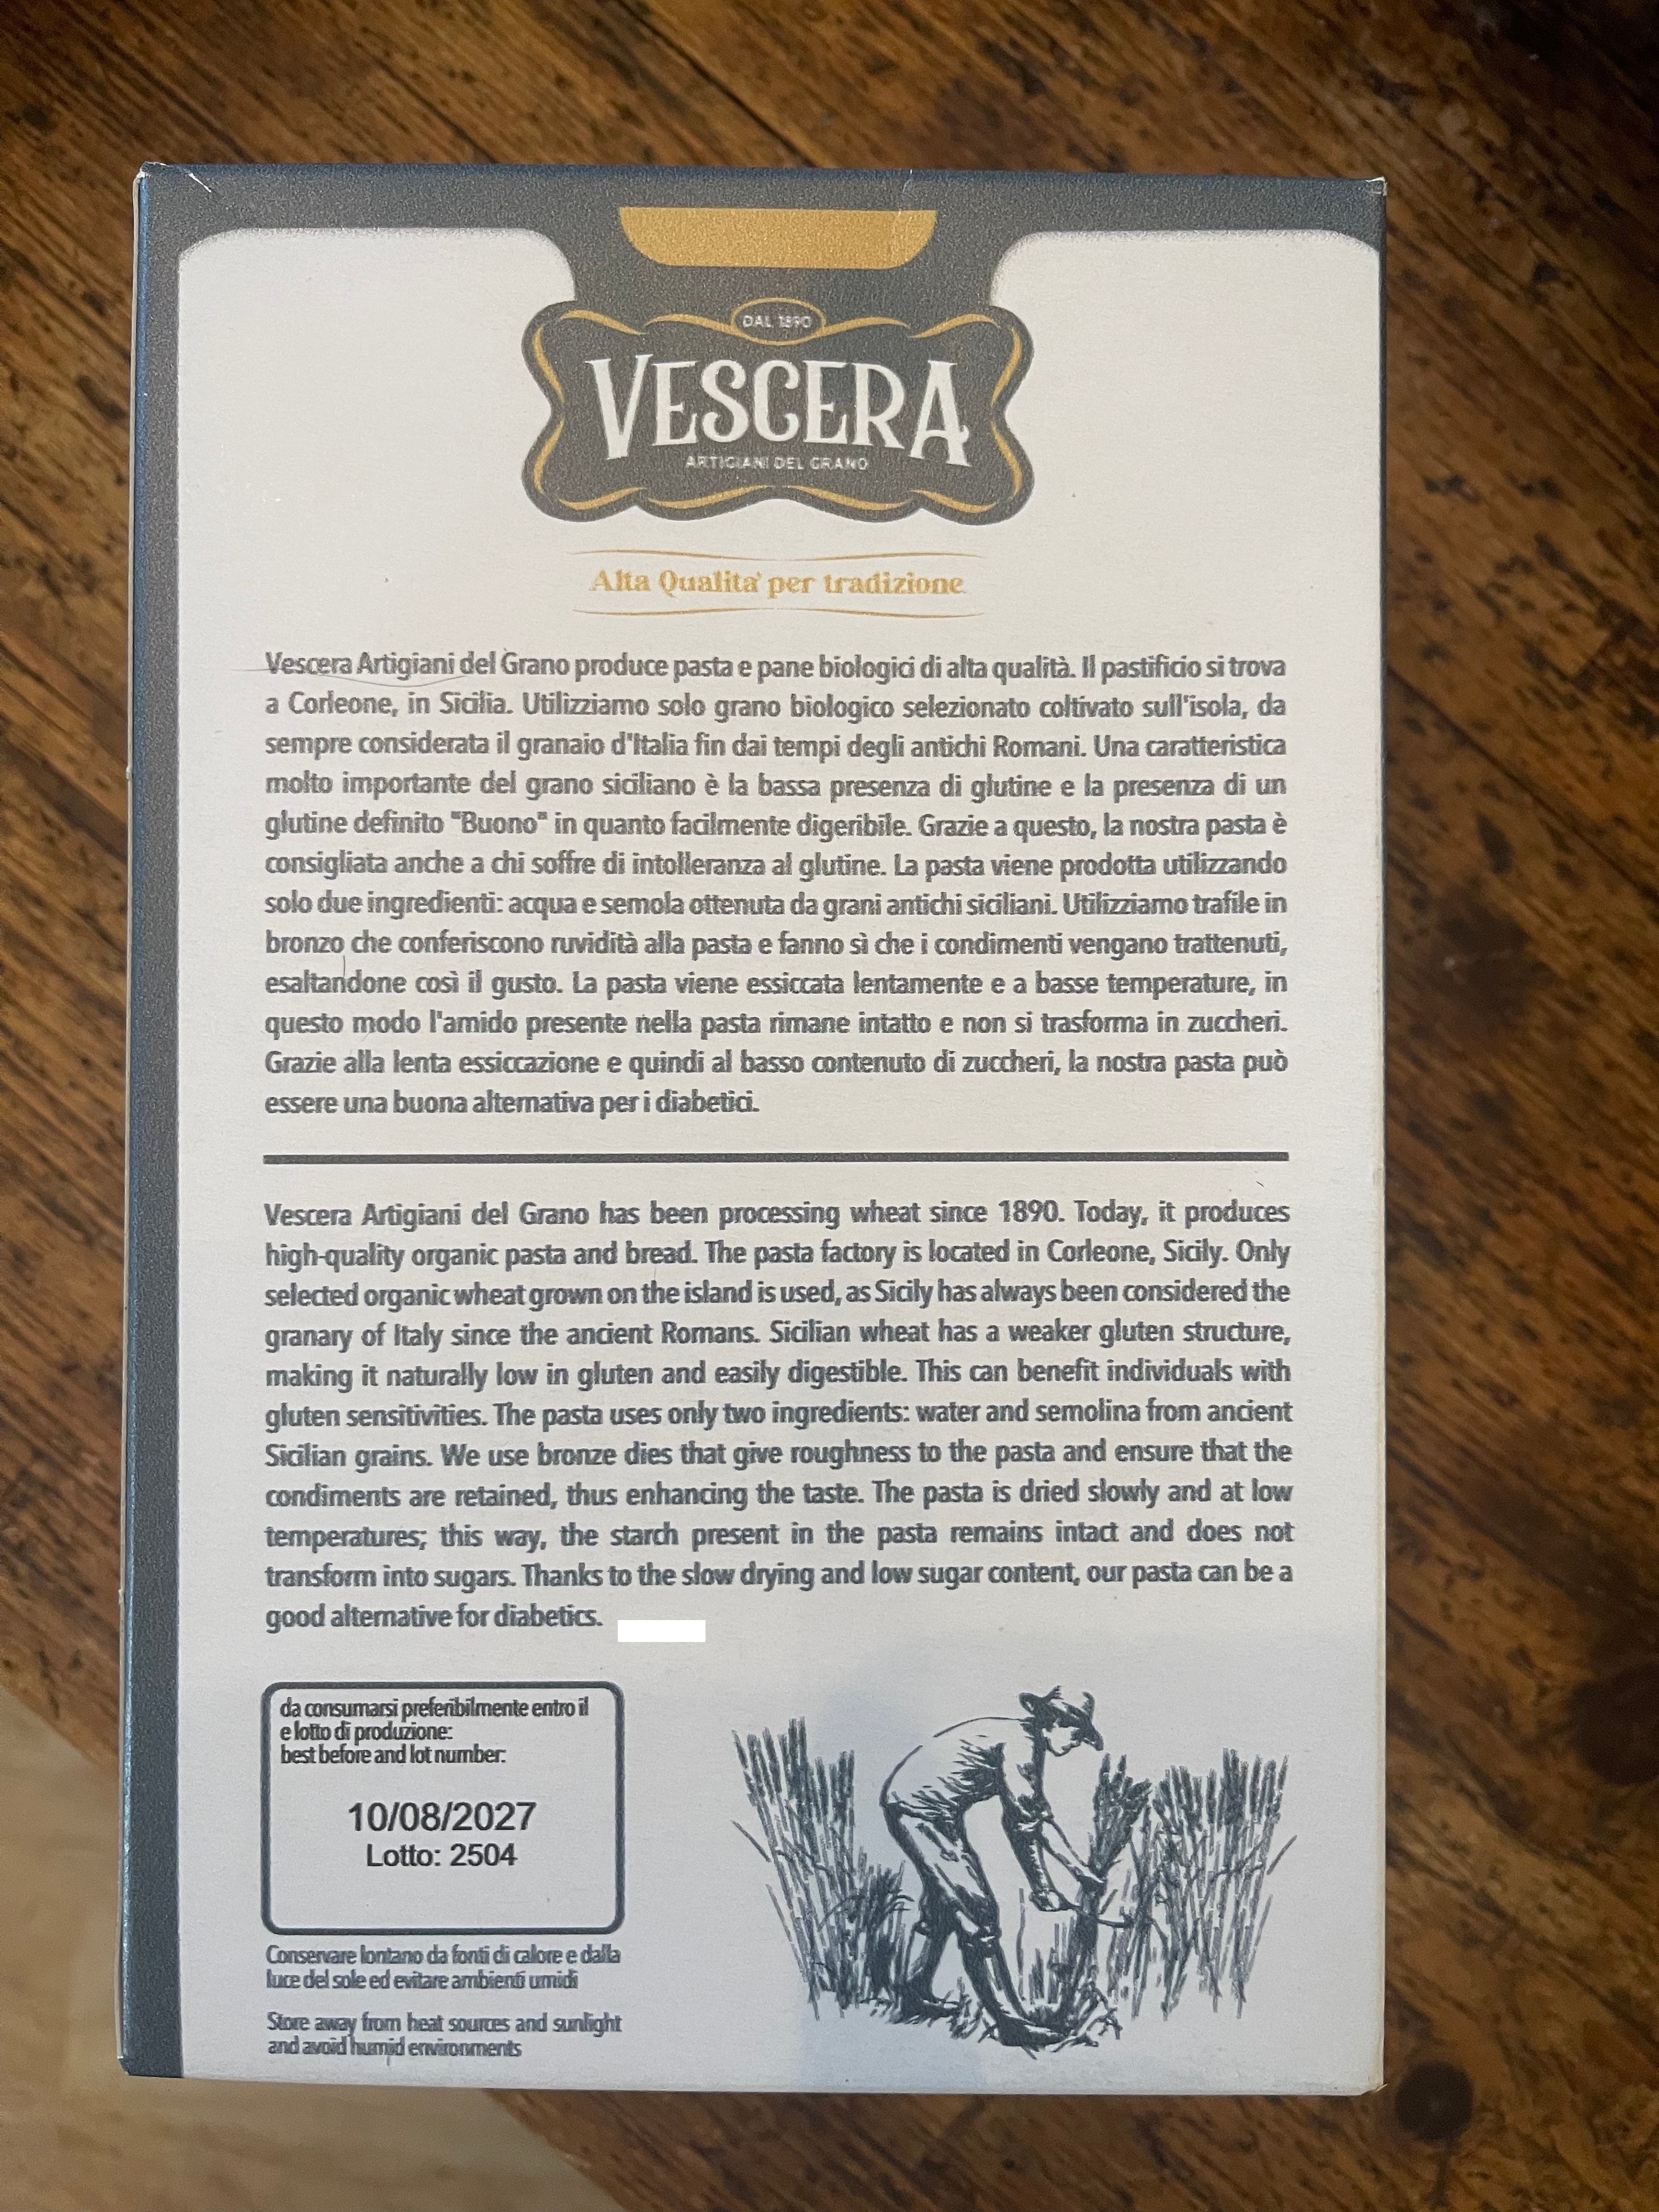 DAL 1890
VESCERA
ARTIGIANI DEL GRANO
Alta Qualita' per tradizione
Vescera Artigiani del Grano produce pasta e pane biologici di alta qualità. Il pastificio si trova
a Corleone, in Sicilia. Utilizziamo solo grano biologico selezionato coltivato sull'isola, da
sempre considerata il granaio d'Italia fin dai tempi degli antichi Romani. Una caratteristica
molto importante del grano siciliano è la bassa presenza di glutine e la presenza di un
glutine definito "Buono" in quanto facilmente digeribile. Grazie a questo, la nostra pasta è
consigliata anche a chi soffre di intolleranza al glutine. La pasta viene prodotta utilizzando
solo due ingredienti: acqua e semola ottenuta da grani antichi siciliani. Utilizziamo trafile in
bronzo che conferiscono ruvidità alla pasta e fanno sì che i condimenti vengano trattenuti,
esaltandone così il gusto. La pasta viene essiccata lentamente e a basse temperature, in
questo modo l'amido presente nella pasta rimane intatto e non si trasforma in zuccheri.
Grazie alla lenta essiccazione e quindi al basso contenuto di zuccheri, la nostra pasta può
essere una buona alternativa per i diabetici.
Vescera Artigiani del Grano has been processing wheat since 1890. Today, it produces
high-quality organic pasta and bread. The pasta factory is located in Corleone, Sicily. Only
selected organic wheat grown on the island is used, as Sicily has always been considered the
granary of Italy since the ancient Romans. Sicilian wheat has a weaker gluten structure,
making it naturally low in gluten and easily digestible. This can benefit individuals with
gluten sensitivities. The pasta uses only two ingredients: water and semolina from ancient
Sicilian grains. We use bronze dies that give roughness to the pasta and ensure that the
condiments are retained, thus enhancing the taste. The pasta is dried slowly and at low
temperatures; this way, the starch present in the pasta remains intact and does not
transform into sugars. Thanks to the slow drying and low sugar content, our pasta can be a
good alternative for diabetics.
da consumarsi preferibilmente entro il
e lotto di produzione:
best before and lot number:
10/08/2027
Lotto: 2504
Conservare lontano da fonti di calore e dalla
luce del sole ed evitare ambienti umidi
Store away from heat sources and sunlight
and avoid humid environments